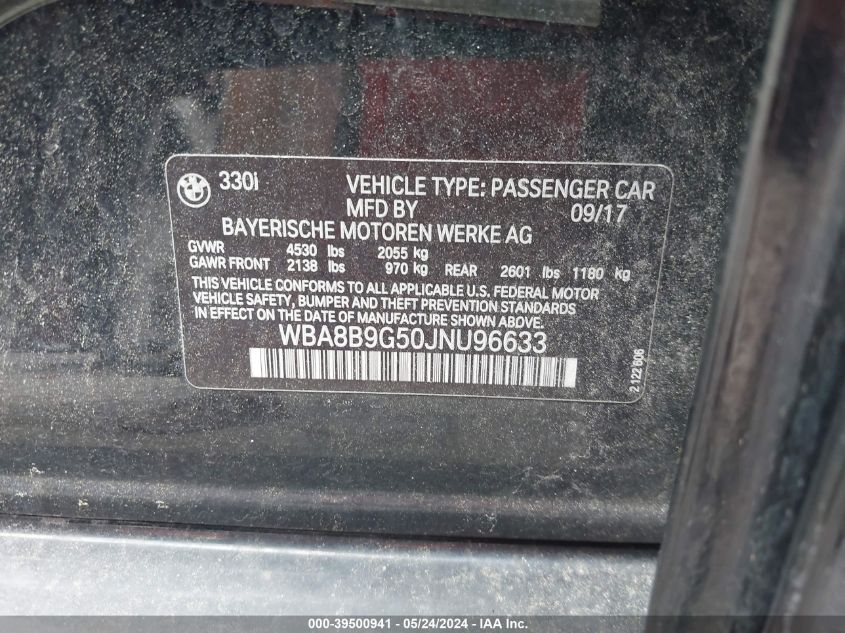 330i VEHICLE TYPE: PASSENGER CAR
MFD BY 09/17
BAYERISCHE MOTOREN WERKE AG
GVWR 4530 lbs 2055 kg
GAWR FRONT 2138 lbs 970 kg REAR 2601 lbs 1180 kg
THIS VEHICLE CONFORMS TO ALL APPLICABLE U.S. FEDERAL MOTOR
VEHICLE SAFETY, BUMPER AND THEFT PREVENTION STANDARDS
IN EFFECT ON THE DATE OF MANUFACTURE SHOWN ABOVE.
WBA8B9G50JNU96633
2 122 606
000-39500941 - 05/24/2024 - IAA Inc.